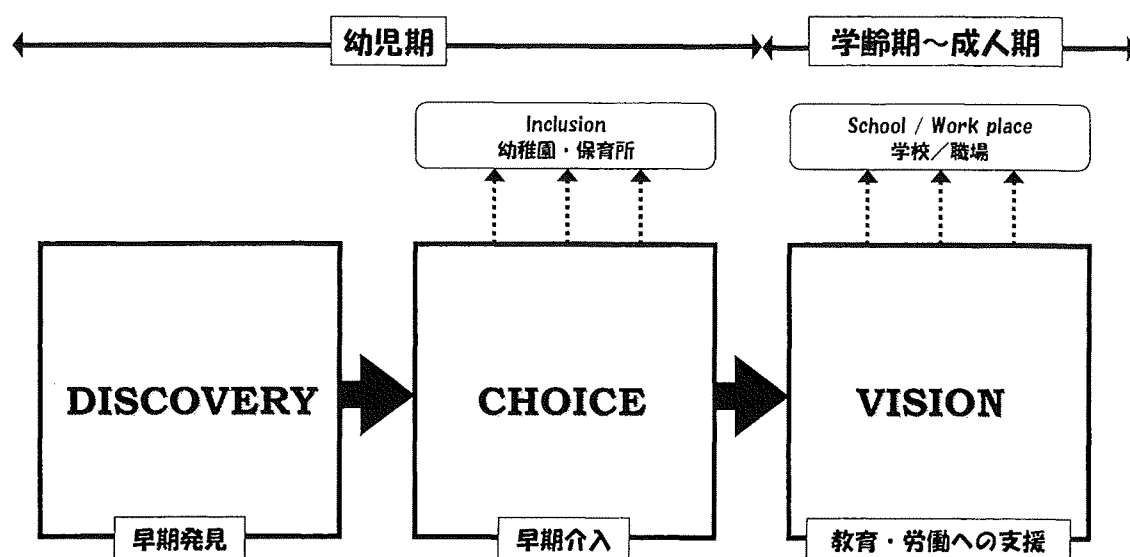 幼児期
学齢期～成人期
Inclusion
幼稚園・保育所
School / Work place
学校／職場
DISCOVERY
CHOICE
VISION
早期発見
早期介入
教育・労働への支援